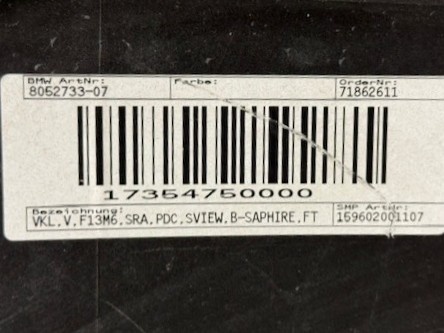 BMW ArtNr: Farbe: OrderNr:
8052733-07 71862611
17354750000
Bezeichnung: SMP ArtNr:
VKL,V,F13M6,SRA,PDC,SVIEW,B-SAPHIRE,FT 159602001107